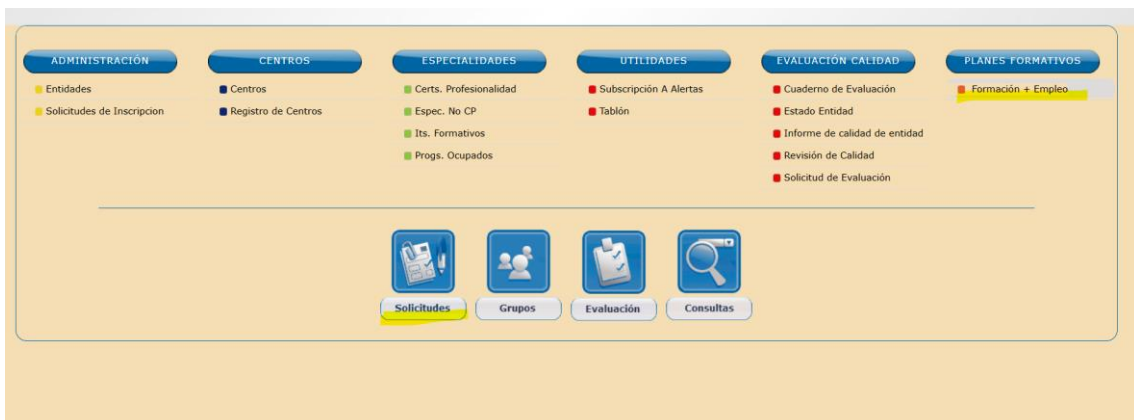 ADMINISTRACIÓN
Entidades
Solicitudes de Inscripcion
CENTROS
Centros
Registro de Centros
ESPECIALIDADES
Certs. Profesionalidad
Espec. No CP
Its. Formativos
Progs. Ocupados
UTILIDADES
Subscripción A Alertas
Tablón
EVALUACIÓN CALIDAD
Cuaderno de Evaluación
Estado Entidad
Informe de calidad de entidad
Revisión de Calidad
Solicitud de Evaluación
PLANES FORMATIVOS
Formación + Empleo
Solicitudes
Grupos
Evaluación
Consultas